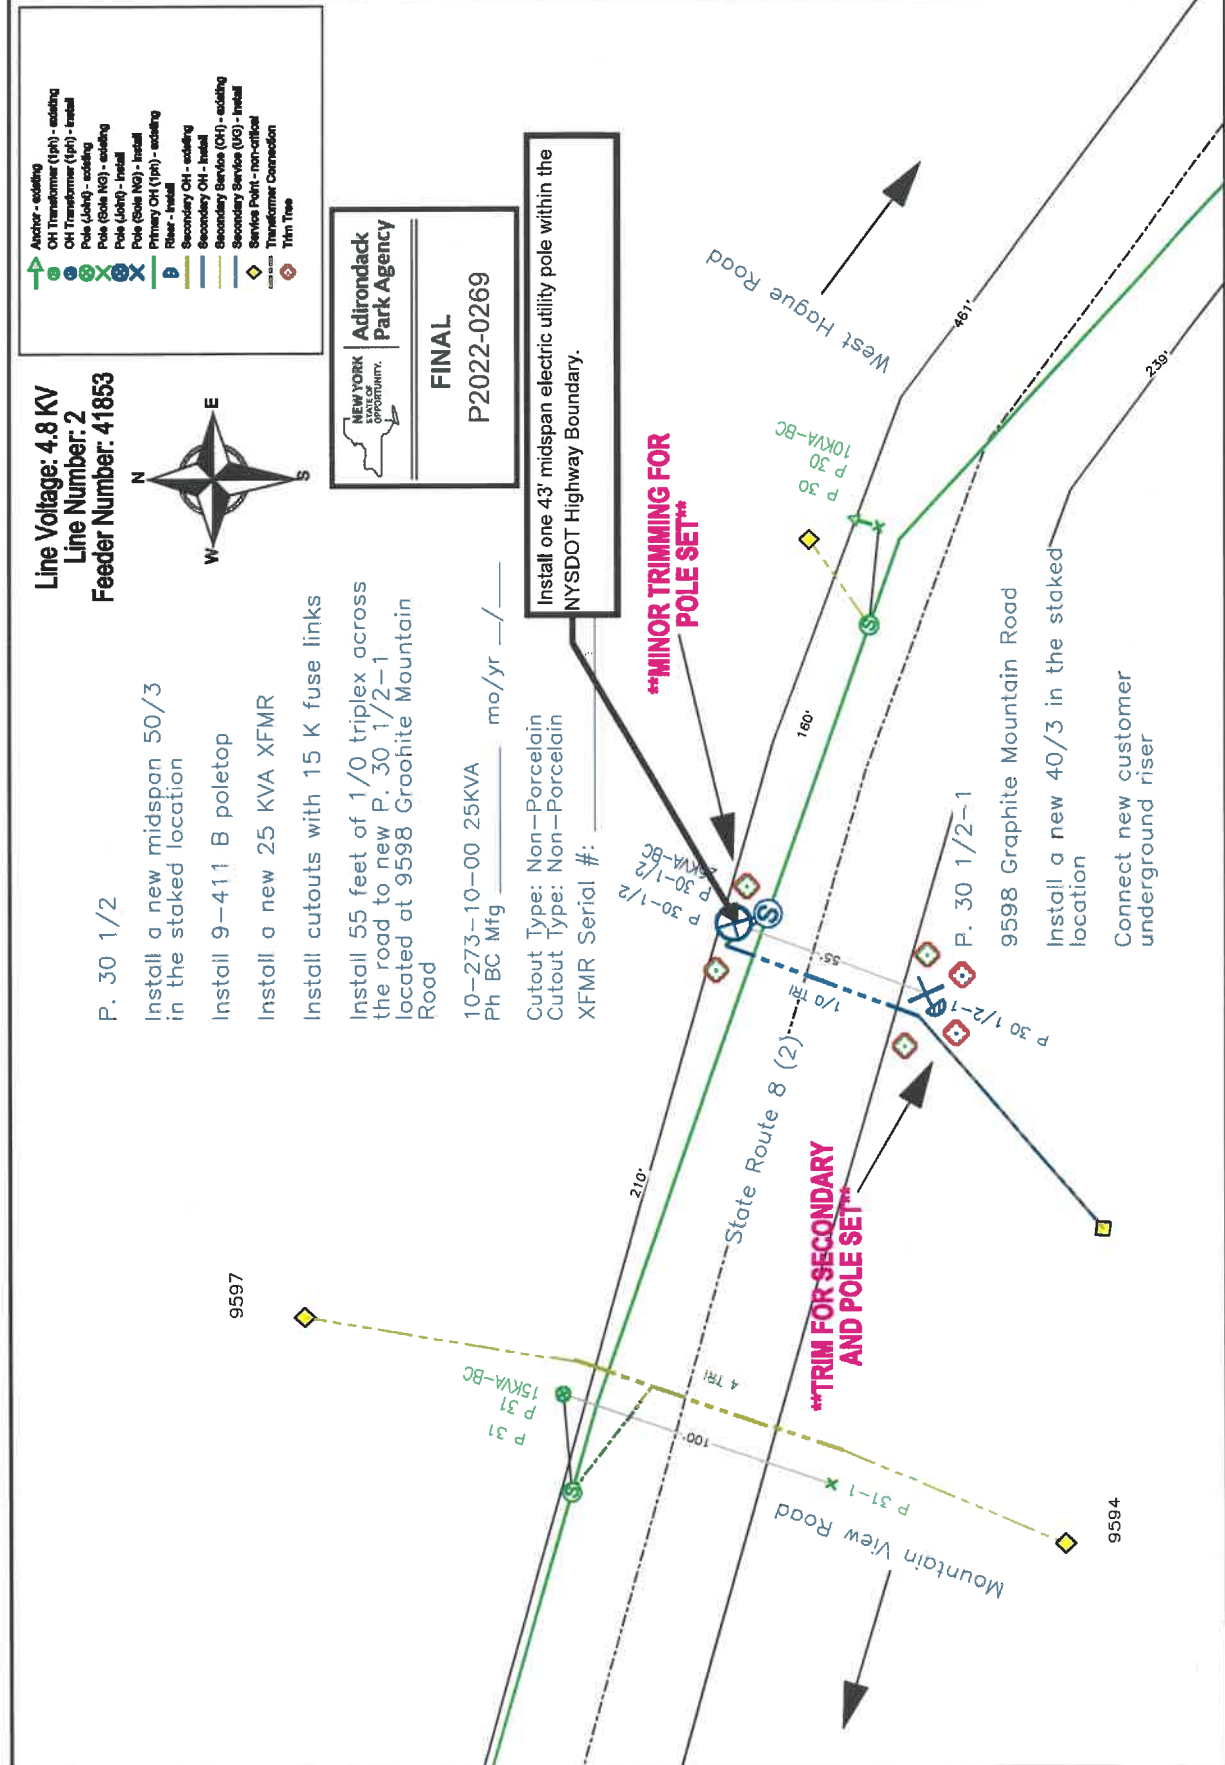 Line Voltage: 4.8 KV
Line Number: 2
Feeder Number: 41853
Anchor - existing
OH Transformer (1ph) - existing
OH Transformer (1ph) - install
Pole (Joint) - existing
Pole (Sole NG) - existing
Pole (Joint) - install
Pole (Sole NG) - install
Primary OH (1ph) - existing
Riser - install
Secondary OH - existing
Secondary OH - install
Secondary Service (OH) - existing
Secondary Service (UG) - install
Service Point - non-critical
Transformer Connection
Trim Tree
N
E
S
W
NEW YORK
STATE OF
OPPORTUNITY.
Adirondack
Park Agency
FINAL
P2022-0269
Install one 43' midspan electric utility pole within the
NYSDOT Highway Boundary.
P. 30 1/2
Install a new midspan 50/3
in the staked location
Install 9-411 B poletop
Install a new 25 KVA XFMR
Install cutouts with 15 K fuse links
Install 55 feet of 1/0 triplex across
the road to new P. 30 1/2-1
located at 9598 Graphite Mountain
Road
10-273-10-00 25KVA
Ph BC Mfg ______ mo/yr __/__
Cutout Type: Non-Porcelain
Cutout Type: Non-Porcelain
XFMR Serial #: ______
**MINOR TRIMMING FOR
POLE SET**
West Hague Road
461'
239'
P 30
P 30
10KVA-BC
160'
P 30-1/2
P 30-1/2
25KVA-BC
S
S
55'
1/0 TRI
P 30 1/2-1
P. 30 1/2-1
9598 Graphite Mountain Road
Install a new 40/3 in the staked
location
Connect new customer
underground riser
State Route 8 (2)
210'
**TRIM FOR SECONDARY
AND POLE SET**
9597
P 31
P 31
15KVA-BC
S
4 TRI
100'
P 31-1
Mountain View Road
9594